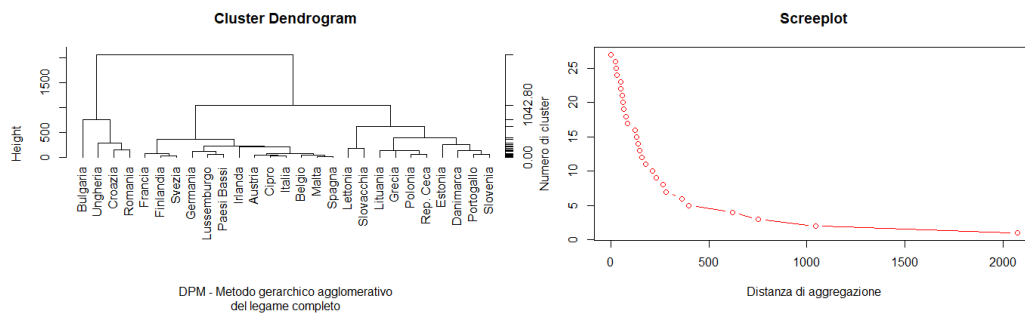 Cluster Dendrogram
Height
0 500 1500
Bulgaria
Ungheria
Croazia
Romania
Francia
Finlandia
Svezia
Germania
Lussemburgo
Paesi Bassi
Irlanda
Austria
Cipro
Italia
Belgio
Malta
Spagna
Lettonia
Slovacchia
Lituania
Grecia
Polonia
Rep. Ceca
Estonia
Danimarca
Portogallo
Slovenia
0.00 1042.80
DPM - Metodo gerarchico agglomerativo
del legame completo
Screeplot
Numero di cluster
0 5 10 15 20 25
0 500 1000 1500 2000
Distanza di aggregazione